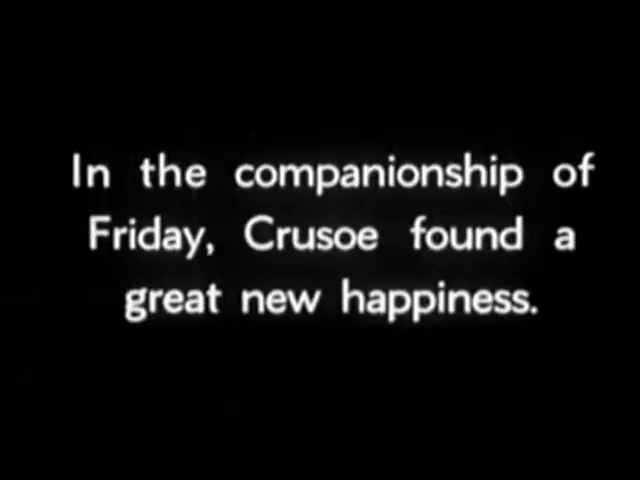 In the companionship of
Friday, Crusoe found a
great new happiness.